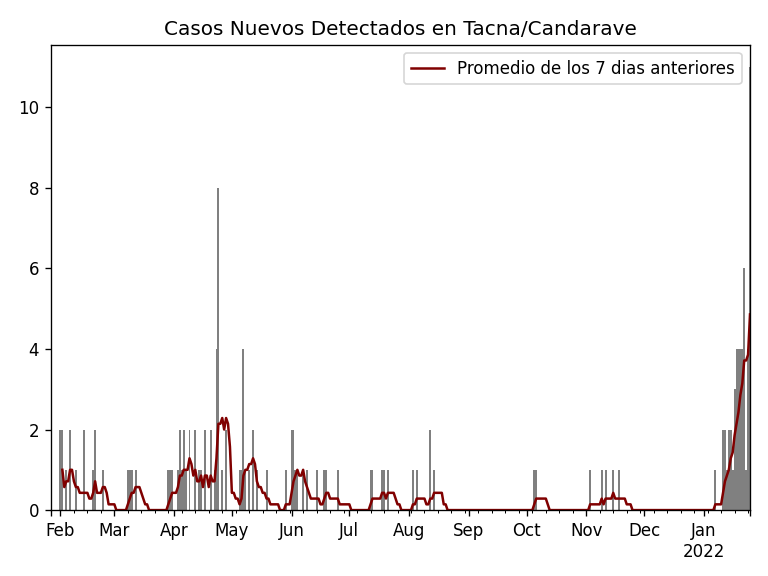 Casos Nuevos Detectados en Tacna/Candarave
Promedio de los 7 dias anteriores
10
8
6
4
2
0
Feb Mar Apr May Jun Jul Aug Sep Oct Nov Dec Jan
2022